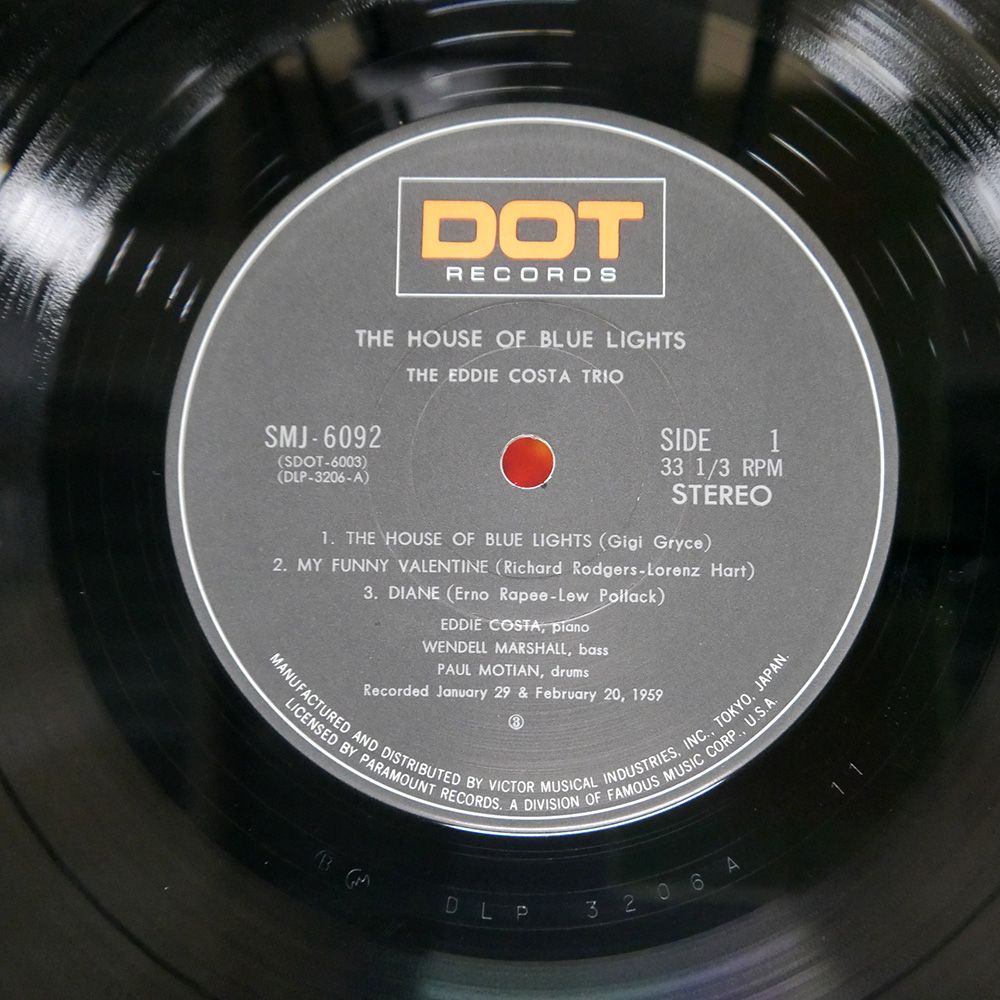 DOT
RECORDS
THE HOUSE OF BLUE LIGHTS
THE EDDIE COSTA TRIO
SMJ-6092
(SDOT-6003)
(DLP-3206-A)
SIDE 1
33 1/3 RPM
STEREO
1. THE HOUSE OF BLUE LIGHTS (Gigi Gryce)
2. MY FUNNY VALENTINE (Richard Rodgers-Lorenz Hart)
3. DIANE (Erno Rapee-Lew Pollack)
EDDIE COSTA, piano
WENDELL MARSHALL, bass
PAUL MOTIAN, drums
Recorded January 29 & February 20, 1959
③
MANUFACTURED AND DISTRIBUTED BY VICTOR MUSICAL INDUSTRIES, INC., TOKYO, JAPAN.
LICENSED BY PARAMOUNT RECORDS. A DIVISION OF FAMOUS MUSIC CORP., U.S.A.
DLP 3206A
11